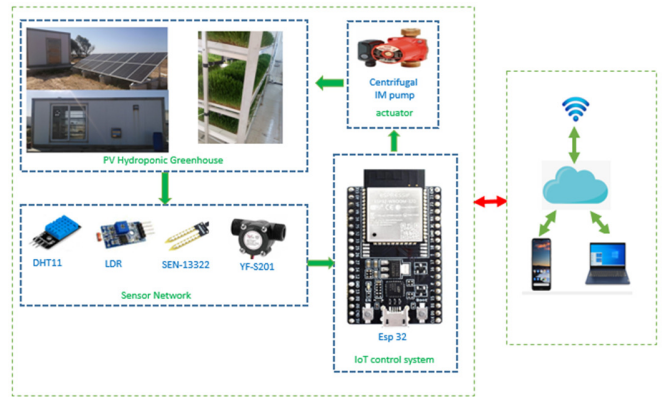 Centrifugal
IM pump
actuator
PV Hydroponic Greenhouse
DHT11
LDR
SEN-13322
YF-S201
Sensor Network
Esp 32
IoT control system